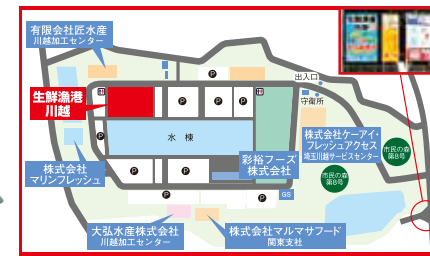 有限会社匠水産
川越加工センター
生鮮漁港
川越
P
P
P
P
P
水 棟
出入口
守衛所
株式会社ケーアイ・
フレッシュアクセス
埼玉川越サービスセンター
市民の森
第8号
市民の森
第8号
彩裕フーズ
株式会社
株式会社
マリンフレッシュ
P
P
P
P
GS
大弘水産株式会社
川越加工センター
株式会社マルマサフード
関東支社